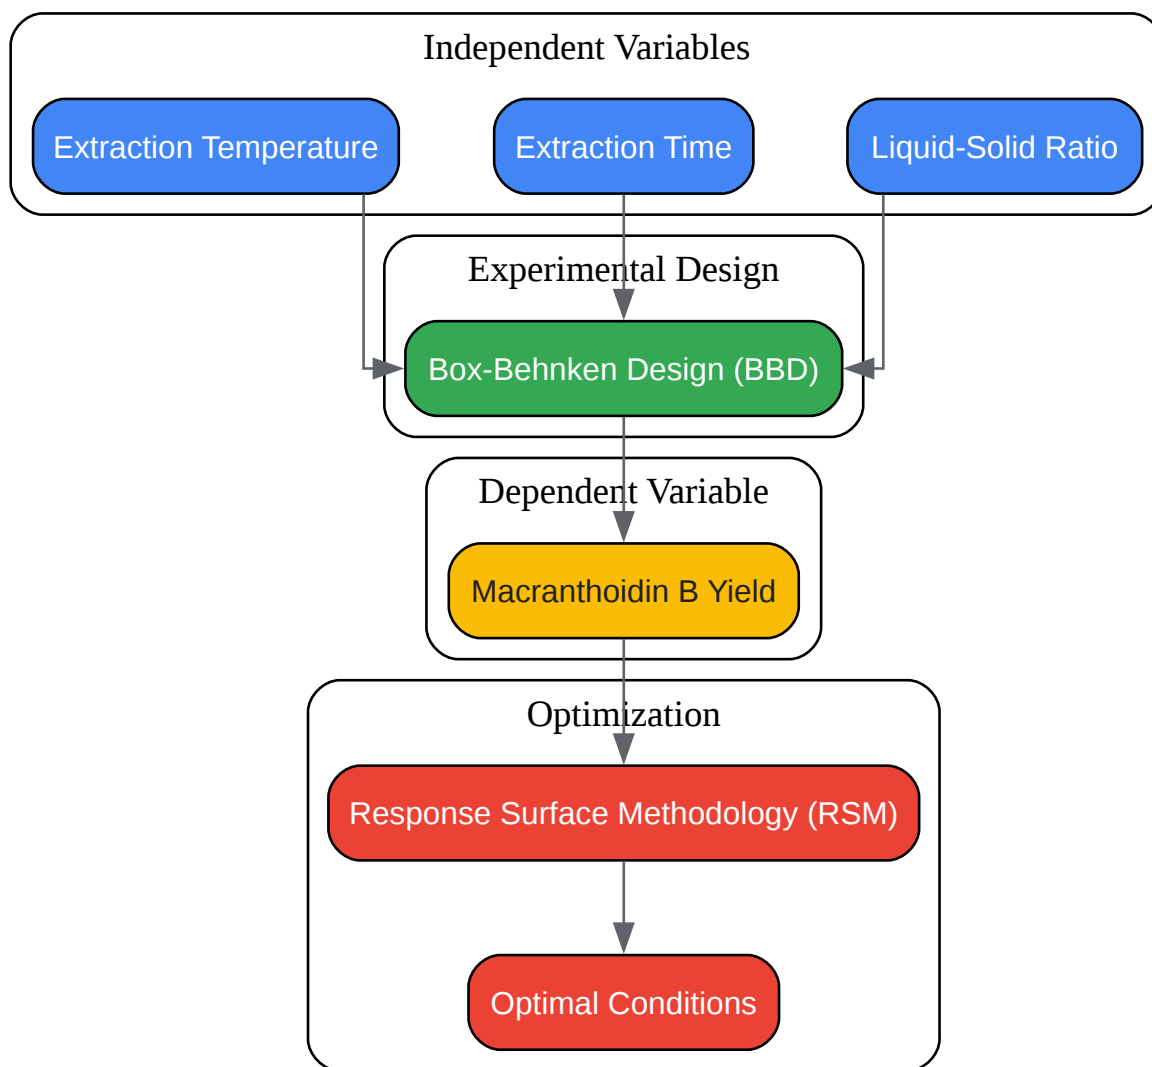 Independent Variables
Extraction Temperature
Extraction Time
Liquid-Solid Ratio
Experimental Design
Box-Behnken Design (BBD)
Dependent Variable
Macranthoidin B Yield
Optimization
Response Surface Methodology (RSM)
Optimal Conditions